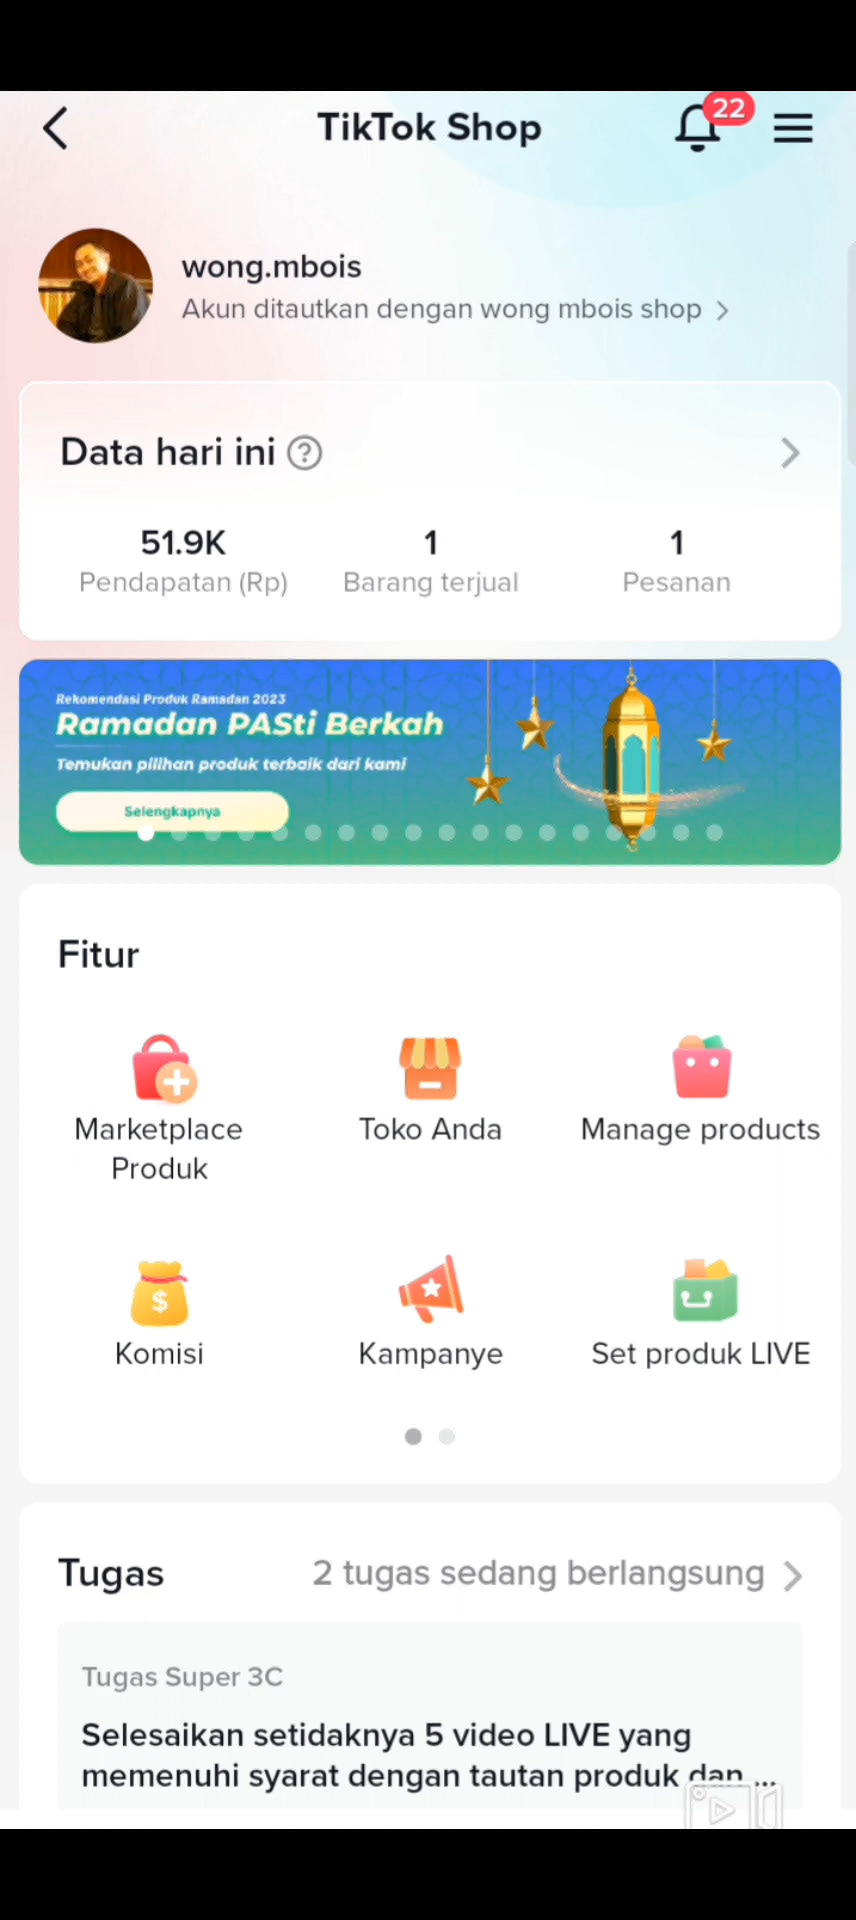 TikTok Shop
22
wong.mbois
Akun ditautkan dengan wong mbois shop
Data hari ini
51.9K
Pendapatan (Rp)
1
Barang terjual
1
Pesanan
Rekomendasi Produk Ramadan 2023
Ramadan PASti Berkah
Temukan pilihan produk terbaik dari kami
Selengkapnya
Fitur
Marketplace
Produk
Toko Anda
Manage products
Komisi
Kampanye
Set produk LIVE
Tugas
2 tugas sedang berlangsung
Tugas Super 3C
Selesaikan setidaknya 5 video LIVE yang
memenuhi syarat dengan tautan produk dan ...